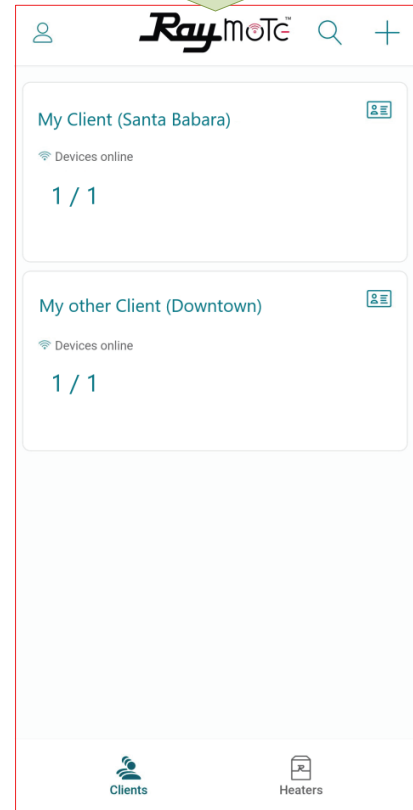 RayMOTE™
My Client (Santa Babara)
Devices online
1 / 1
My other Client (Downtown)
Devices online
1 / 1
Clients
R
Heaters